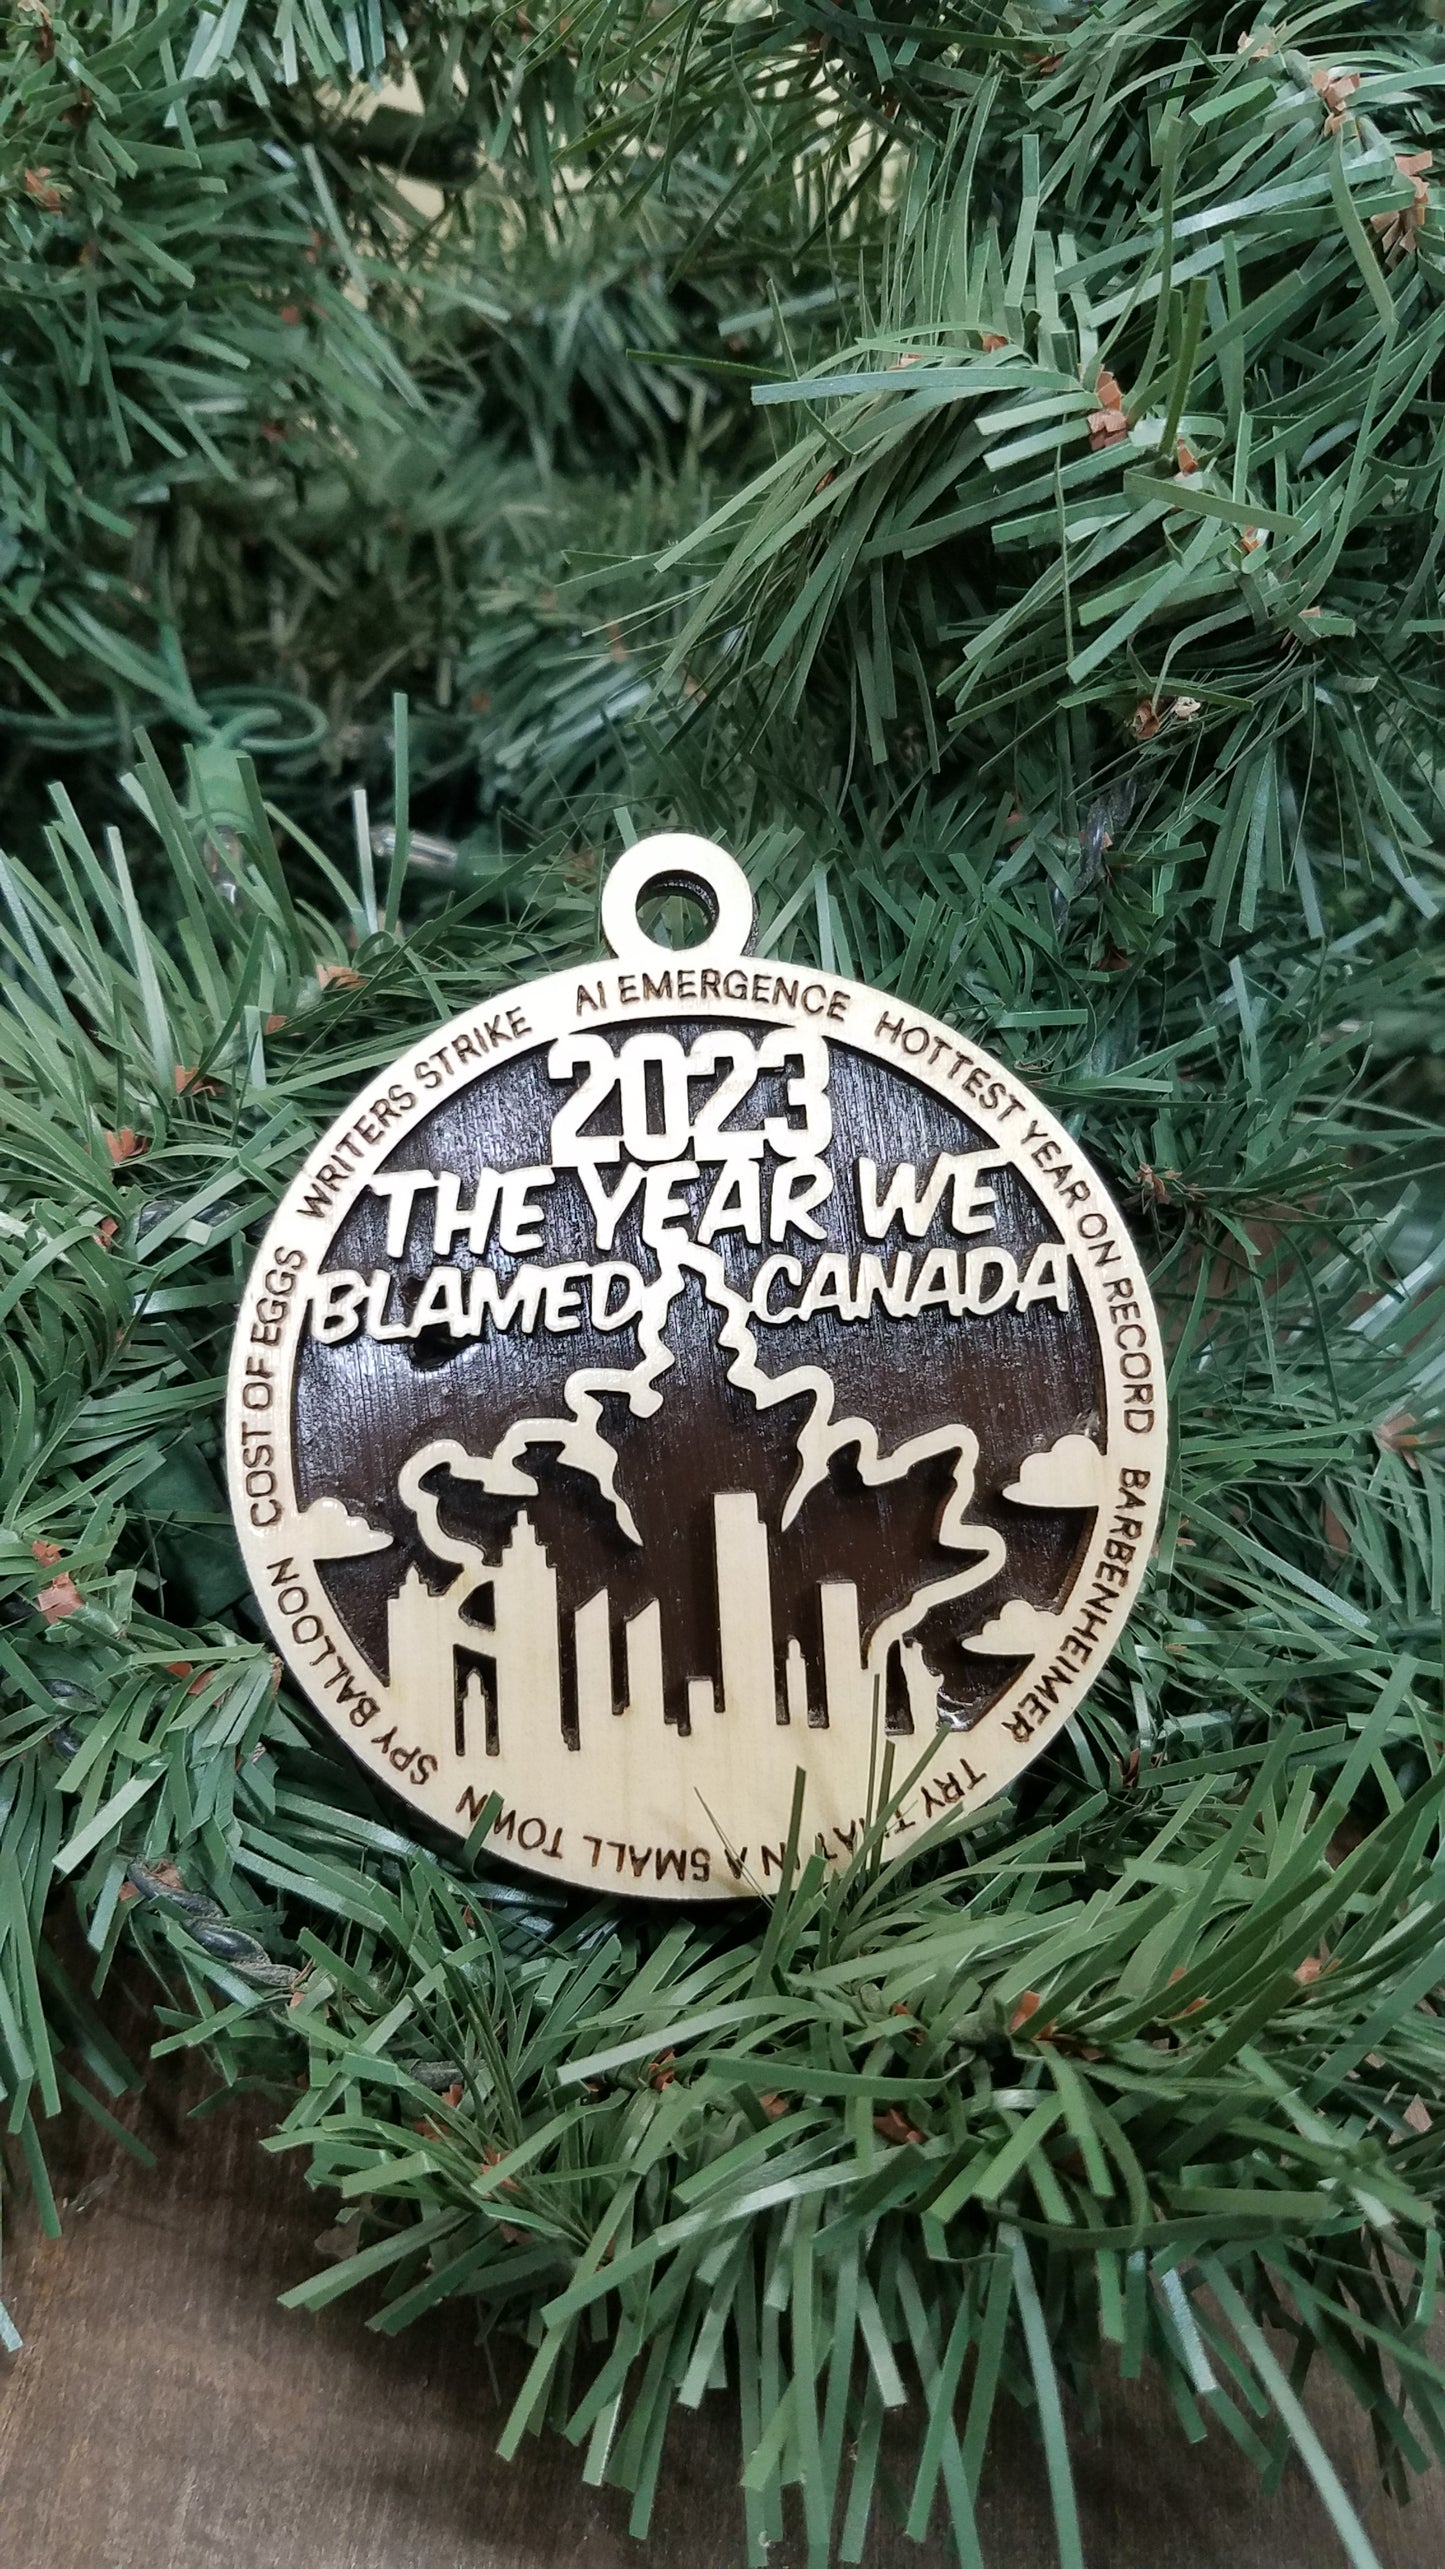 2023
THE YEAR WE
BLAMED CANADA
AI EMERGENCE
HOTTEST YEAR ON RECORD
BARBENHEIMER
TRY THAT IN A SMALL TOWN
SPY BALLOON
COST OF EGGS
WRITERS STRIKE